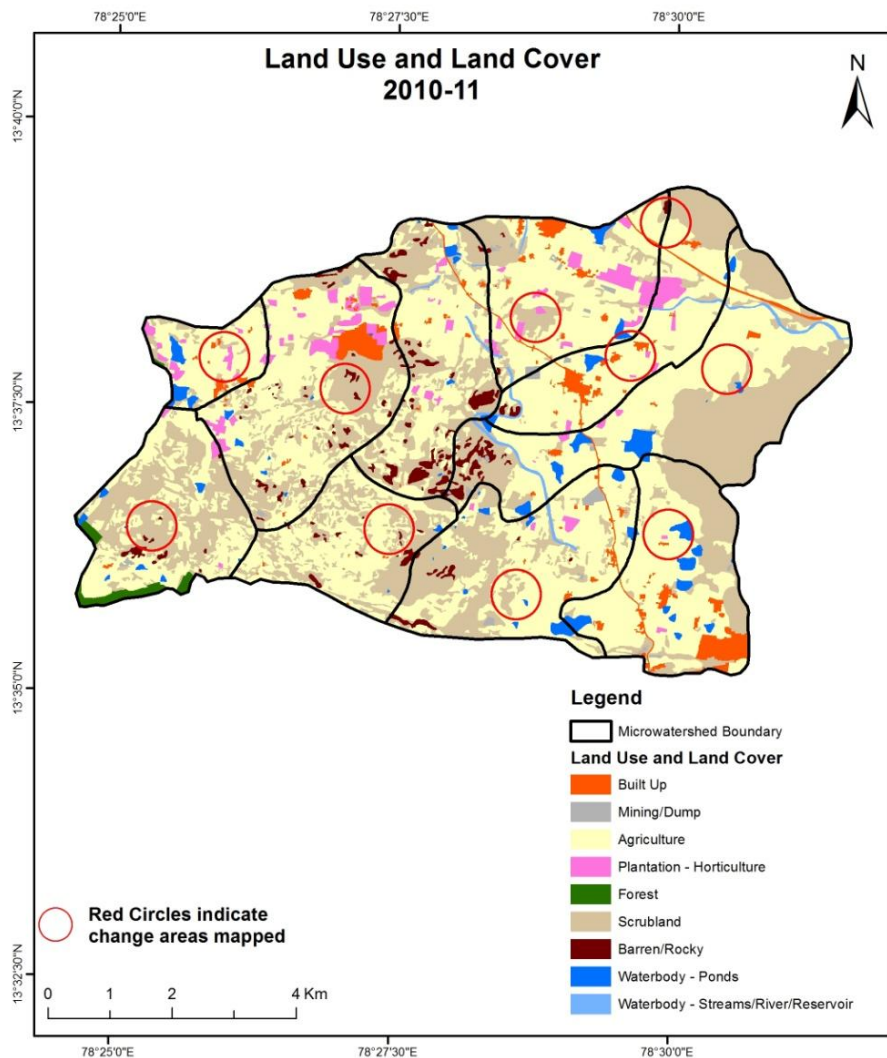 78°25'0"E 78°27'30"E 78°30'0"E
Land Use and Land Cover
2010-11
N
13°40'0"N
13°37'30"N
13°35'0"N
13°32'30"N
Legend
Microwatershed Boundary
Land Use and Land Cover
Built Up
Mining/Dump
Agriculture
Plantation - Horticulture
Forest
Scrubland
Barren/Rocky
Waterbody - Ponds
Waterbody - Streams/River/Reservoir
Red Circles indicate
change areas mapped
0 1 2 4 Km
78°25'0"E 78°27'30"E 78°30'0"E